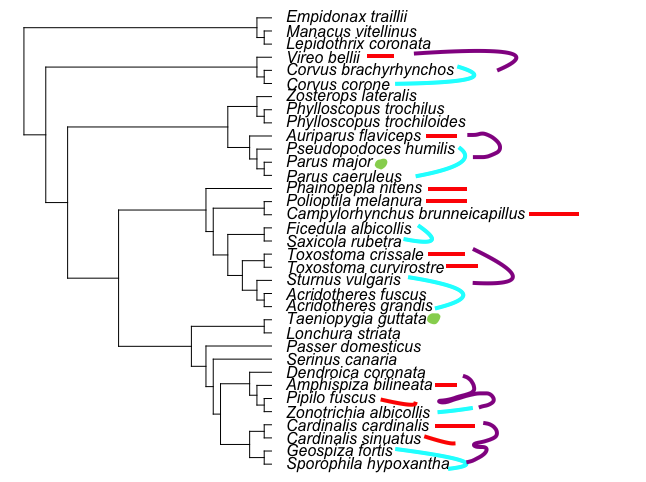 Empidonax traillii
Manacus vitellinus
Lepidothrix coronata
Vireo bellii
Corvus brachyrhynchos
Corvus corone
Zosterops lateralis
Phylloscopus trochilus
Phylloscopus trochiloides
Auriparus flaviceps
Pseudopodoces humilis
Parus major
Parus caeruleus
Phainopepla nitens
Polioptila melanura
Campylorhynchus brunneicapillus
Ficedula albicollis
Saxicola rubetra
Toxostoma crissale
Toxostoma curvirostre
Sturnus vulgaris
Acridotheres fuscus
Acridotheres grandis
Taeniopygia guttata
Lonchura striata
Passer domesticus
Serinus canaria
Dendroica coronata
Amphispiza bilineata
Pipilo fuscus
Zonotrichia albicollis
Cardinalis cardinalis
Cardinalis sinuatus
Geospiza fortis
Sporophila hypoxantha